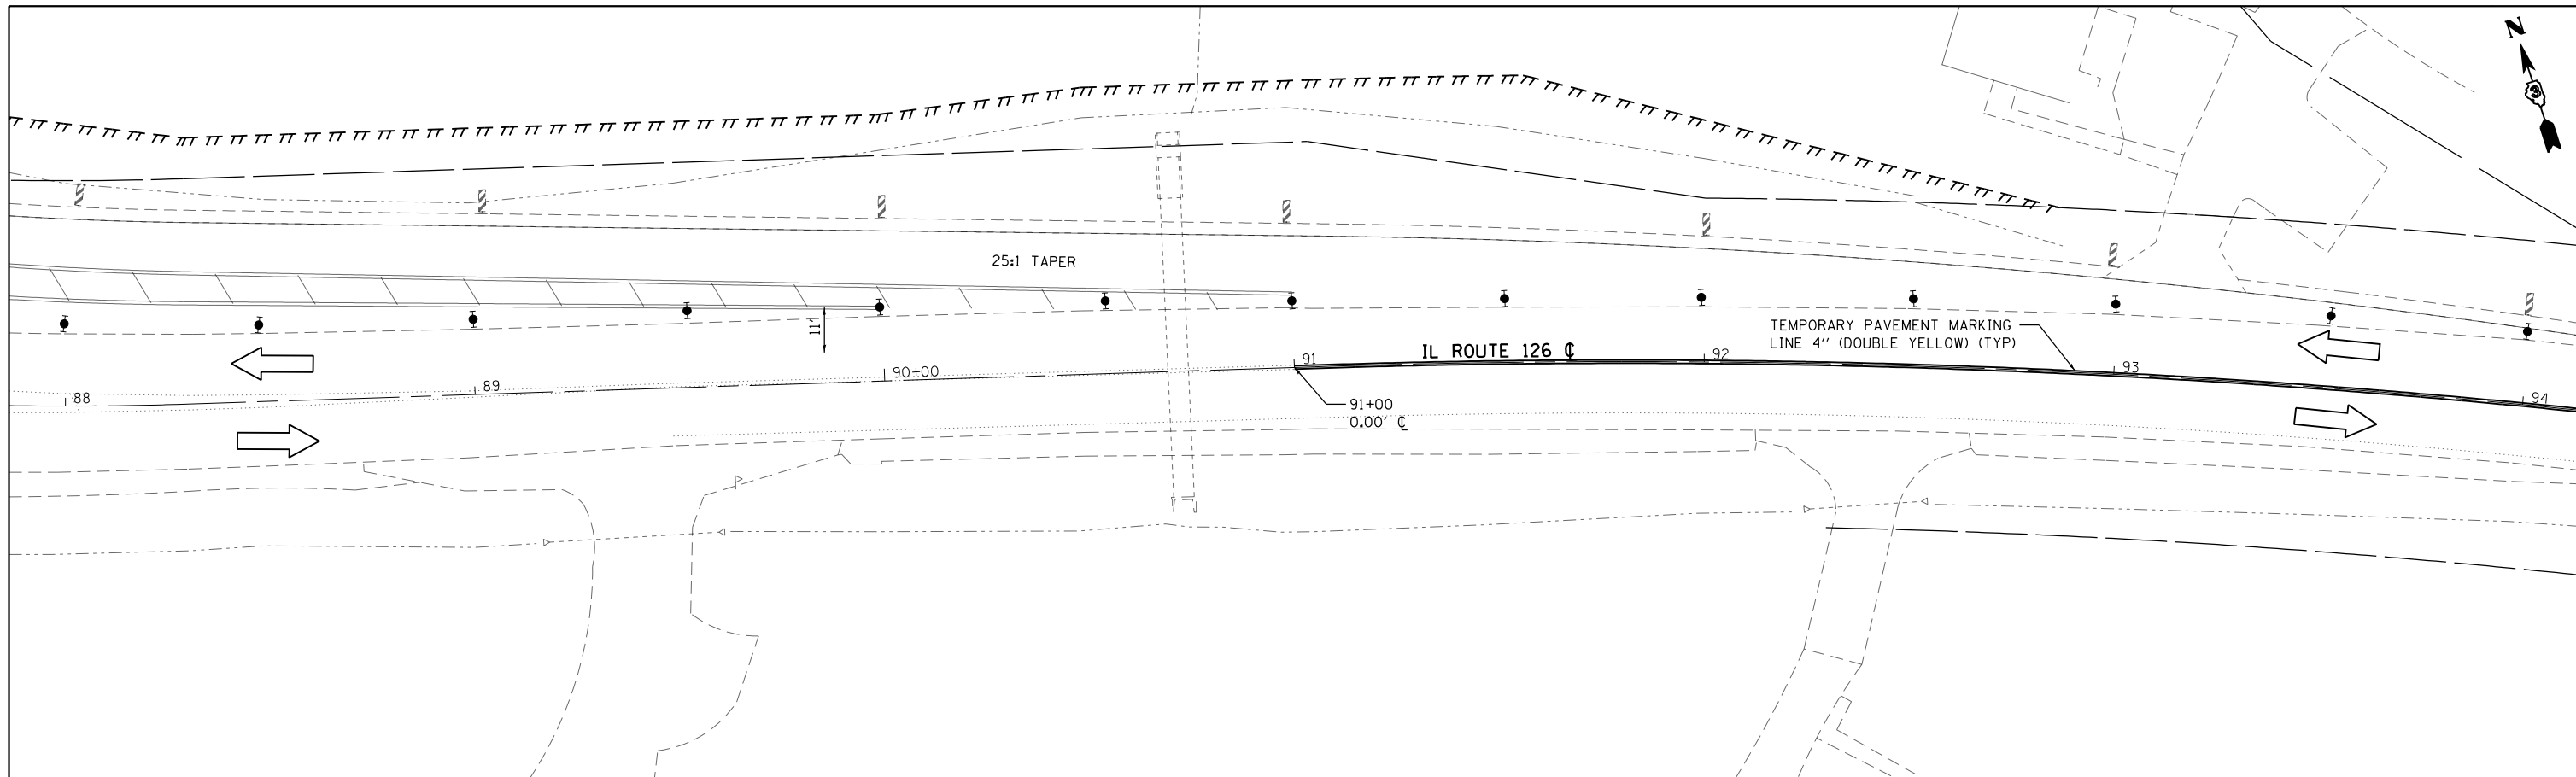 N
3
25:1 TAPER
TEMPORARY PAVEMENT MARKING
LINE 4'' (DOUBLE YELLOW) (TYP)
11'
IL ROUTE 126 ℄
88
89
90+00
91
92
93
94
91+00
0.00' ℄
P